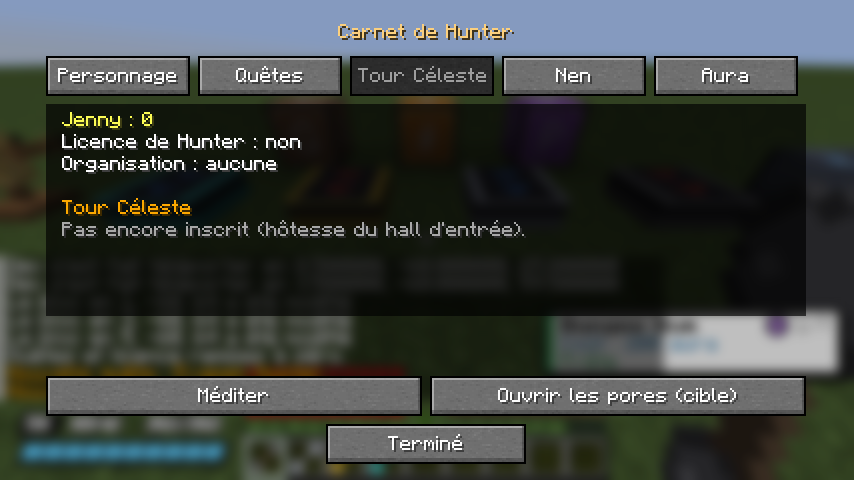 Carnet de Hunter
Personnage
Quêtes
Tour Céleste
Nen
Aura
Jenny : 0
Licence de Hunter : non
Organisation : aucune
Tour Céleste
Pas encore inscrit (hôtesse du hall d'entrée).
Méditer
Ouvrir les pores (cible)
Terminé